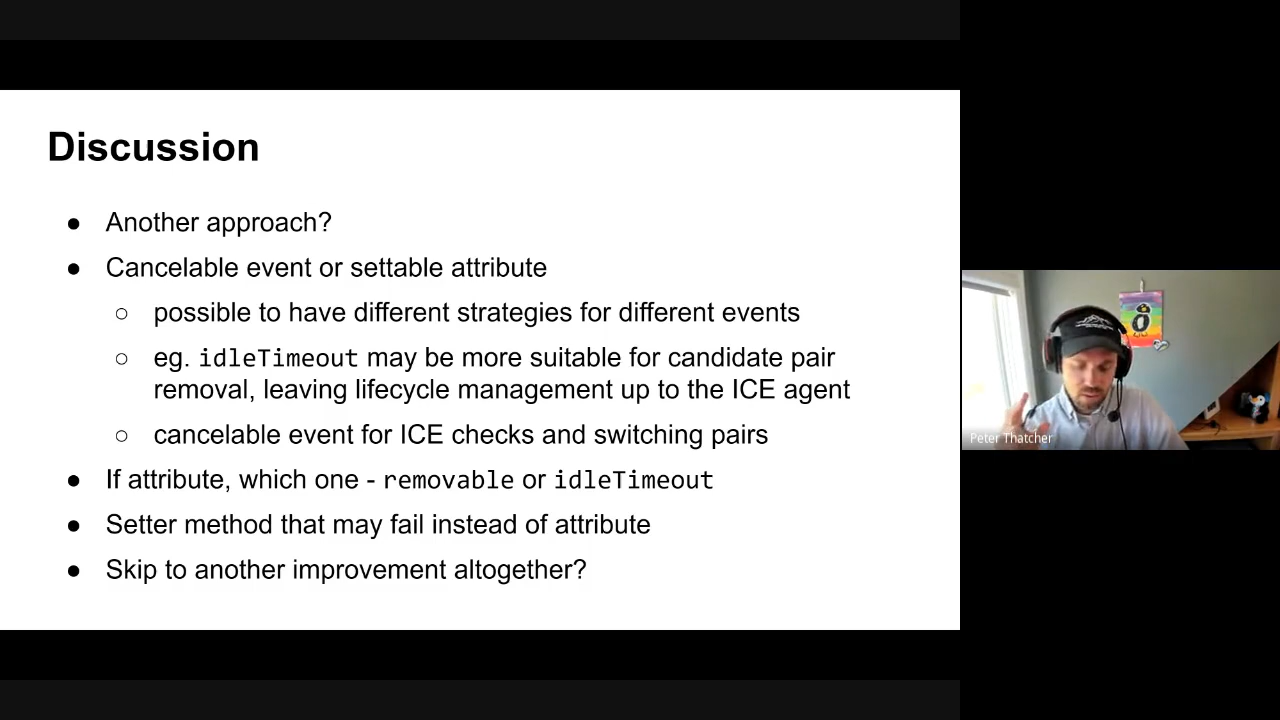 Discussion
● Another approach?
● Cancelable event or settable attribute
○ possible to have different strategies for different events
○ eg. idleTimeout may be more suitable for candidate pair
removal, leaving lifecycle management up to the ICE agent
○ cancelable event for ICE checks and switching pairs
● If attribute, which one - removable or idleTimeout
● Setter method that may fail instead of attribute
● Skip to another improvement altogether?
Peter Thatcher